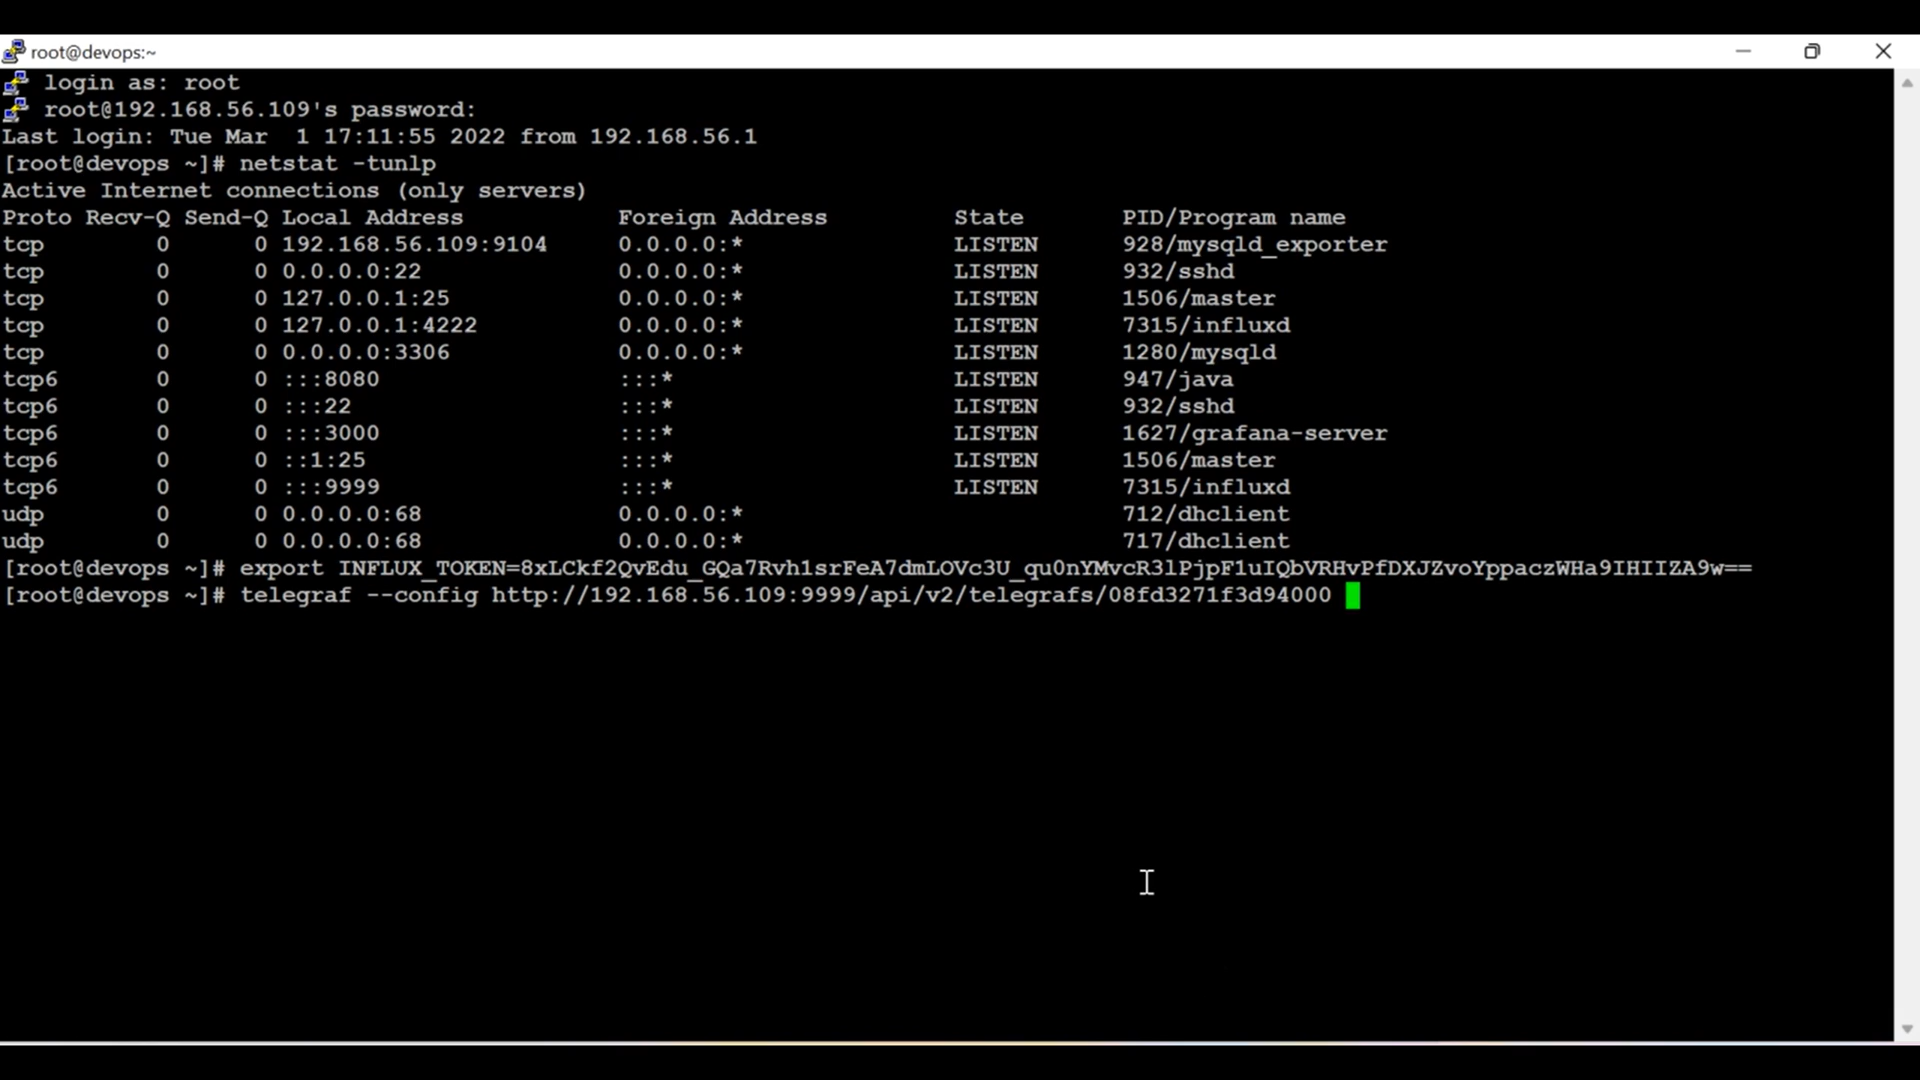 root@devops:~
login as: root
root@192.168.56.109's password:
Last login: Tue Mar  1 17:11:55 2022 from 192.168.56.1
[root@devops ~]# netstat -tunlp
Active Internet connections (only servers)
Proto Recv-Q Send-Q Local Address           Foreign Address         State       PID/Program name
tcp        0      0 192.168.56.109:9104     0.0.0.0:*               LISTEN      928/mysqld_exporter
tcp        0      0 0.0.0.0:22              0.0.0.0:*               LISTEN      932/sshd
tcp        0      0 127.0.0.1:25            0.0.0.0:*               LISTEN      1506/master
tcp        0      0 127.0.0.1:4222          0.0.0.0:*               LISTEN      7315/influxd
tcp        0      0 0.0.0.0:3306            0.0.0.0:*               LISTEN      1280/mysqld
tcp6       0      0 :::8080                 :::*                    LISTEN      947/java
tcp6       0      0 :::22                   :::*                    LISTEN      932/sshd
tcp6       0      0 :::3000                 :::*                    LISTEN      1627/grafana-server
tcp6       0      0 ::1:25                  :::*                    LISTEN      1506/master
tcp6       0      0 :::9999                 :::*                    LISTEN      7315/influxd
udp        0      0 0.0.0.0:68              0.0.0.0:*                           712/dhclient
udp        0      0 0.0.0.0:68              0.0.0.0:*                           717/dhclient
[root@devops ~]# export INFLUX_TOKEN=8xLCkf2QvEdu_GQa7Rvh1srFeA7dmLOVc3U_qu0nYMvcR3lPjpF1uIQbVRHvPfDXJZvoYppaczWHa9IHIIZA9w==
[root@devops ~]# telegraf --config http://192.168.56.109:9999/api/v2/telegrafs/08fd3271f3d94000